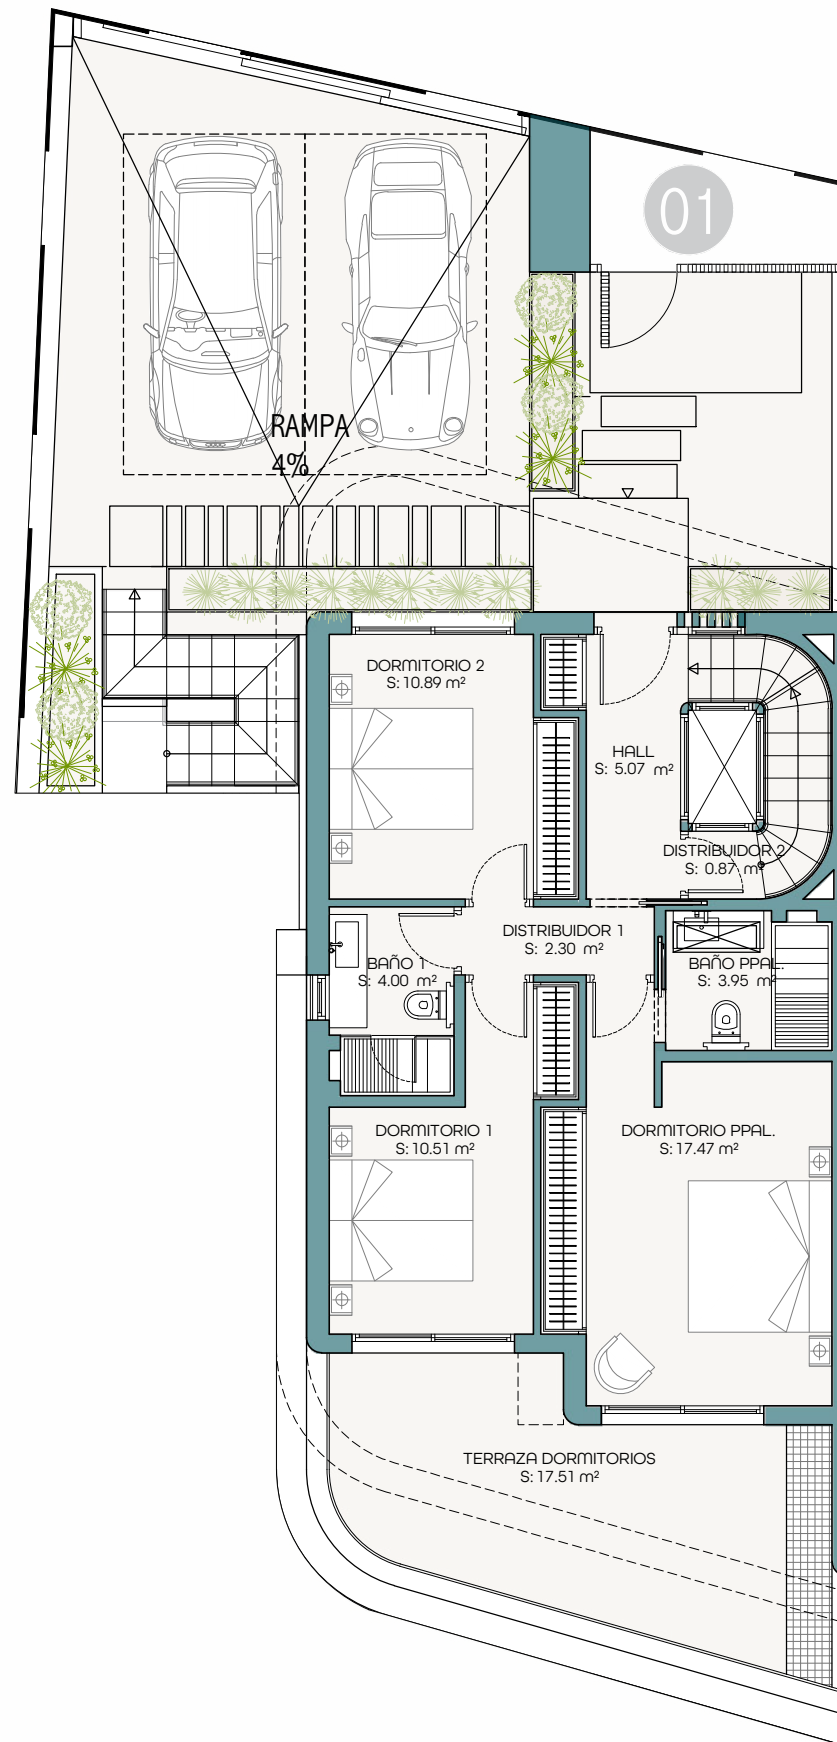 01
RAMPA
4%
DORMITORIO 2
S: 10.89 m²
HALL
S: 5.07 m²
DISTRIBUIDOR 2
S: 0.87 m²
DISTRIBUIDOR 1
S: 2.30 m²
BAÑO 1
S: 4.00 m²
BAÑO PPAL.
S: 3.95 m²
DORMITORIO 1
S: 10.51 m²
DORMITORIO PPAL.
S: 17.47 m²
TERRAZA DORMITORIOS
S: 17.51 m²